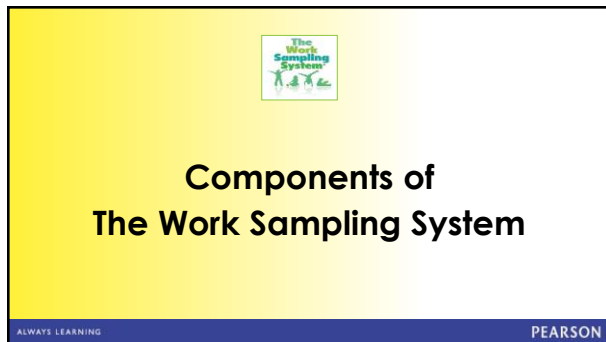 The
Work
Sampling
System
Components of
The Work Sampling System
ALWAYS LEARNING
PEARSON